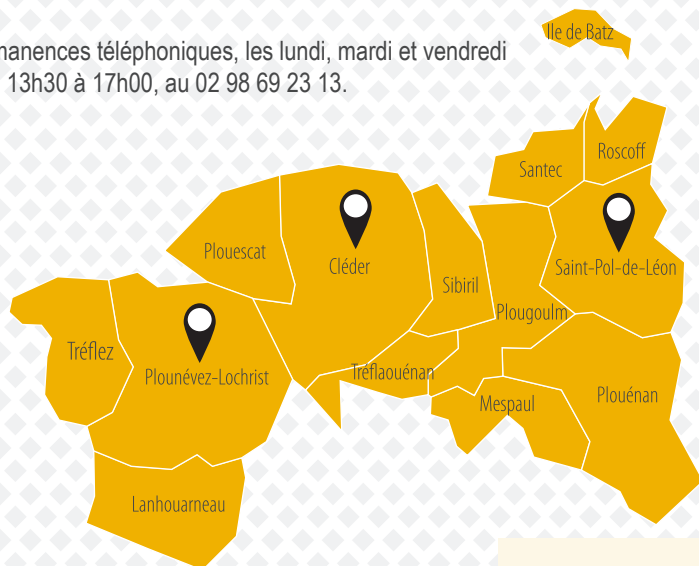 Ile de Batz
manences téléphoniques, les lundi, mardi et vendredi
13h30 à 17h00, au 02 98 69 23 13.
Roscoff
Santec
Plouescat
Cléder
Saint-Pol-de-Léon
Sibiril
Plougoulm
Tréflez
Plounévez-Lochrist
Tréflaouénan
Mespaul
Plouénan
Lanhouarneau